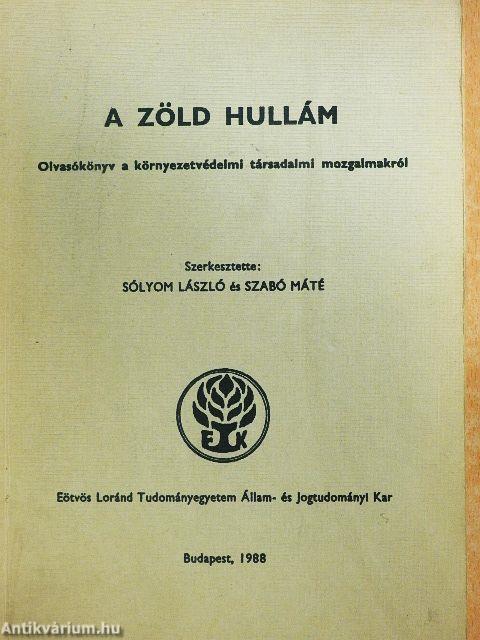 A ZÖLD HULLÁM
Olvasókönyv a környezetvédelmi társadalmi mozgalmakról
Szerkesztette:
SÓLYOM LÁSZLÓ és SZABÓ MÁTÉ
E K
Eötvös Loránd Tudományegyetem Állam- és Jogtudományi Kar
Budapest, 1988
Antikvárium.hu